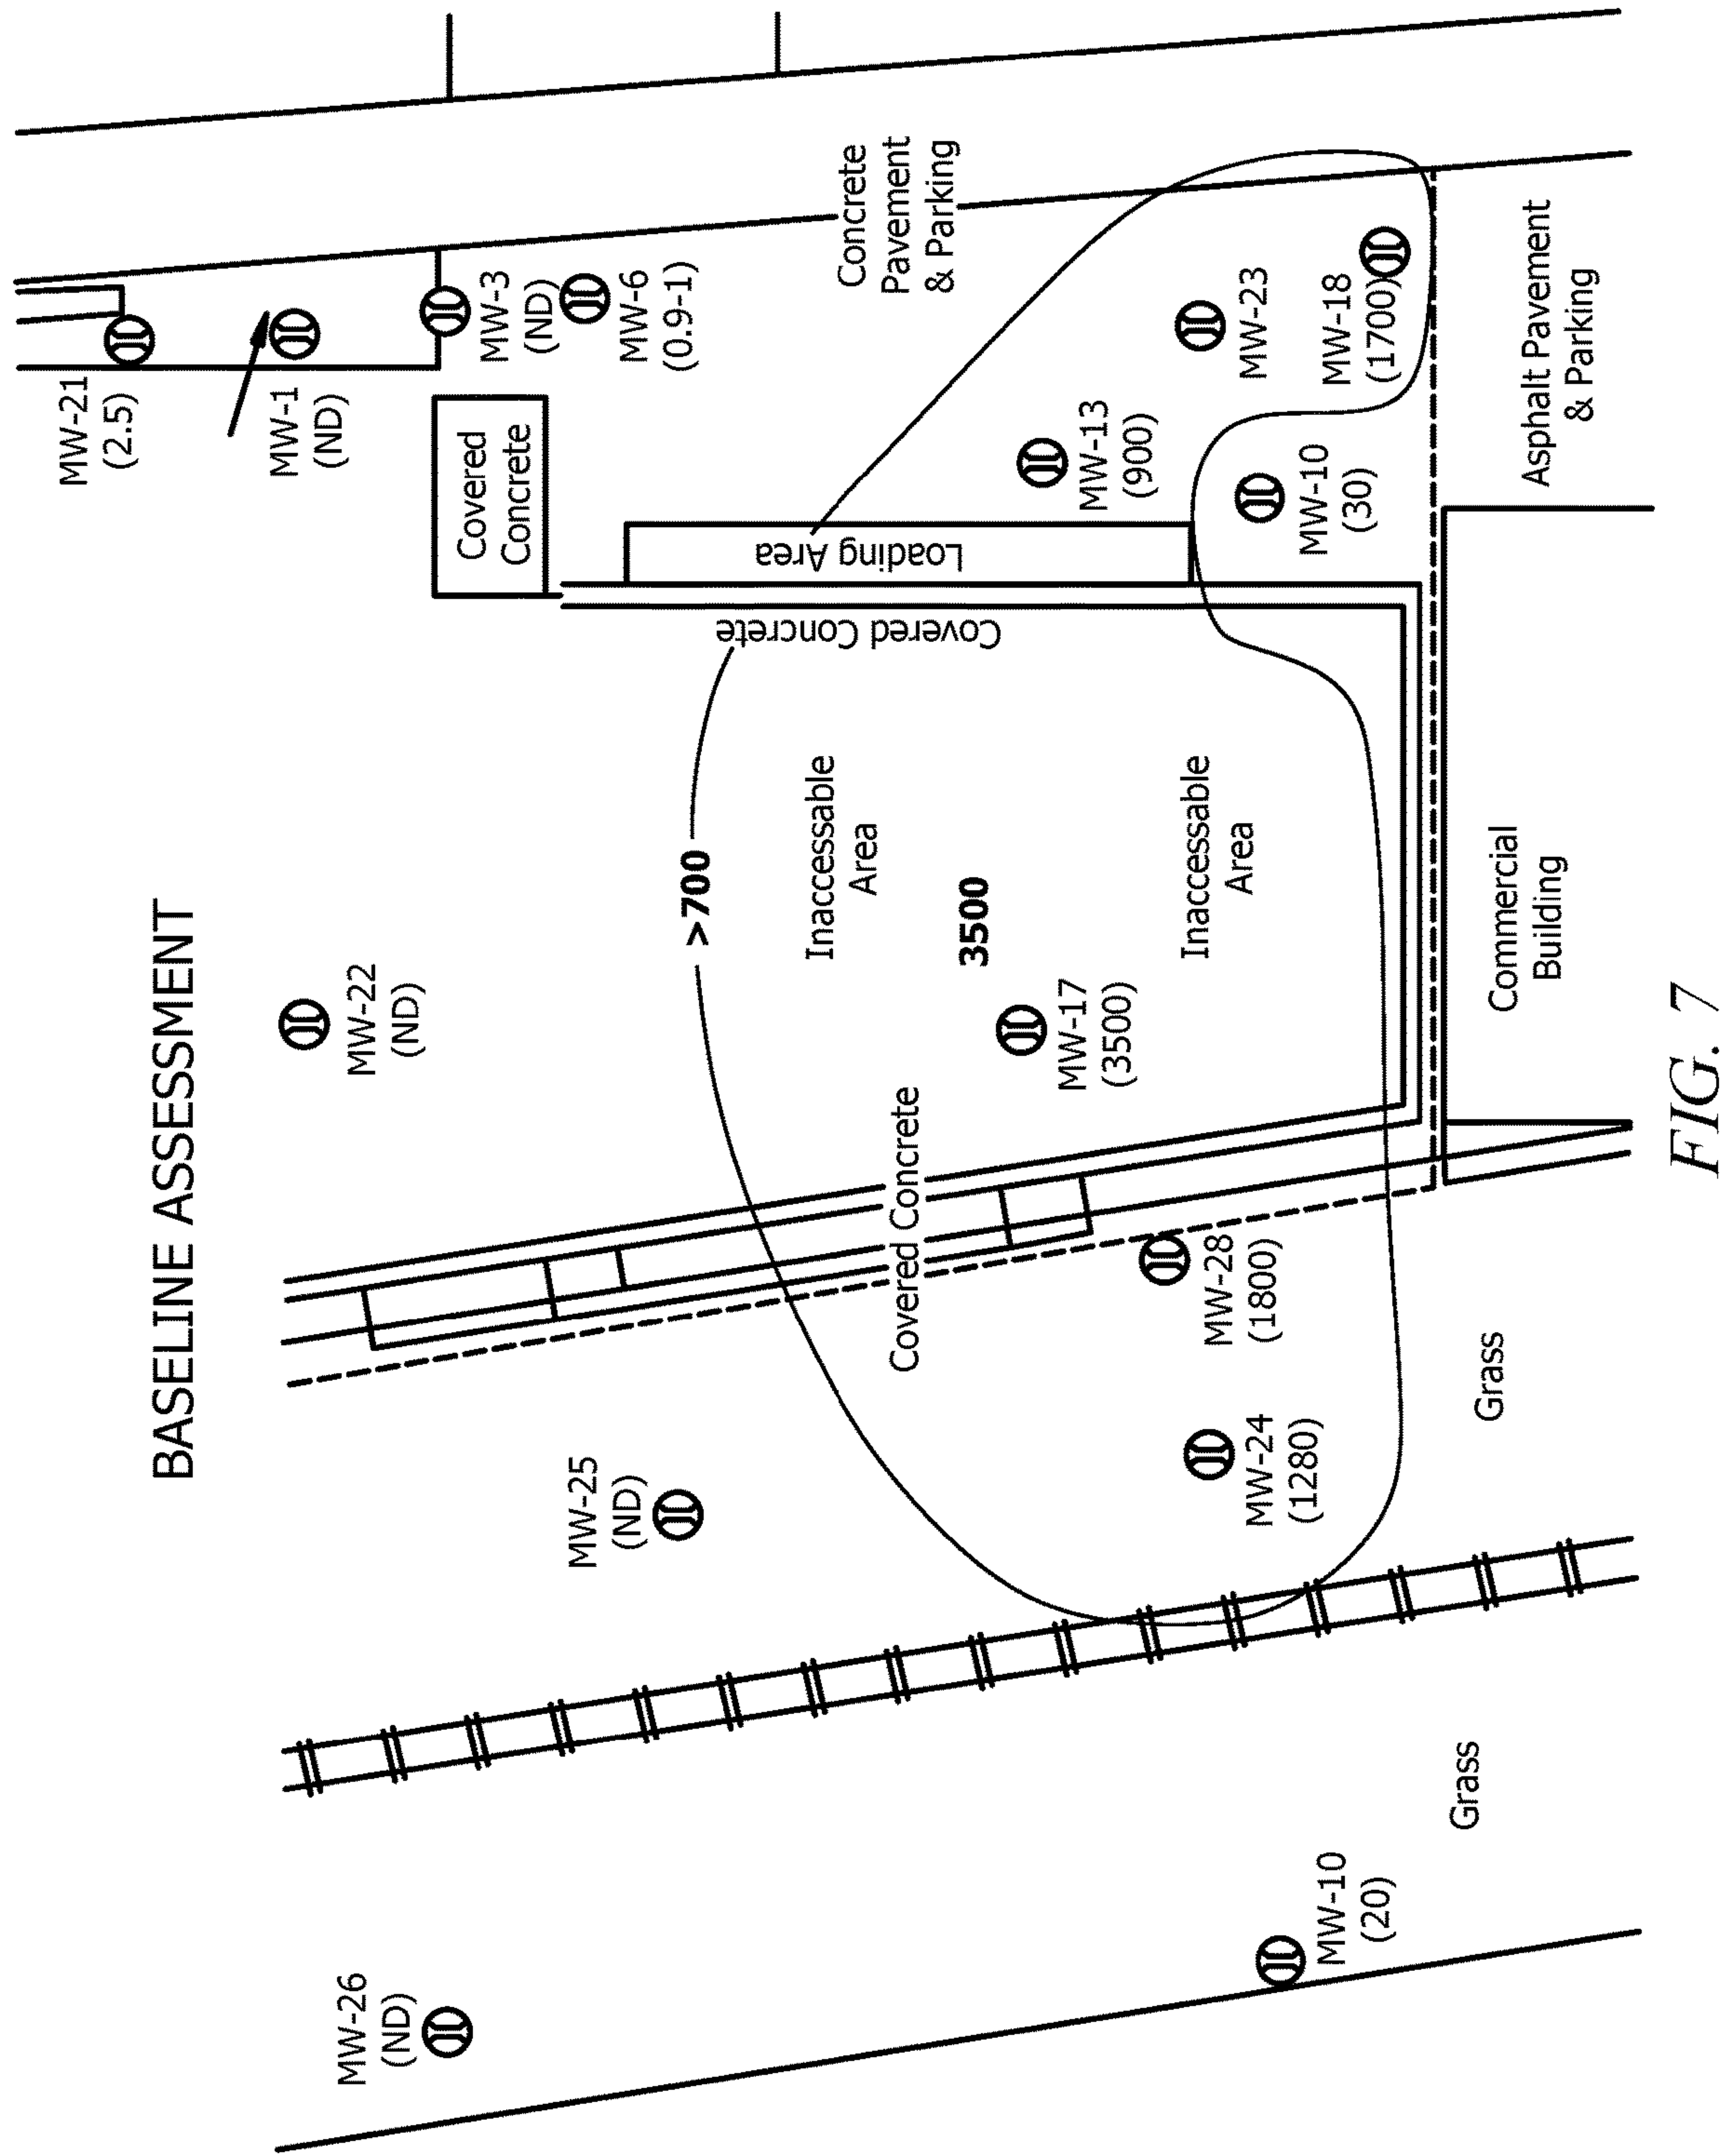 BASELINE ASSESSMENT
MW-26
(ND)
MW-25
(ND)
MW-22
(ND)
MW-21
(2.5)
MW-1
(ND)
MW-3
(ND)
MW-6
(0.9-1)
Covered
Concrete
>700
Covered Concrete
Loading Area
Concrete
Pavement
& Parking
Inaccessable
Area
Covered Concrete
3500
MW-17
(3500)
MW-13
(900)
MW-23
Inaccessable
Area
MW-28
(1800)
MW-24
(1280)
MW-10
(30)
MW-18
(1700)
MW-10
(20)
Grass
Grass
Commercial
Building
Asphalt Pavement
& Parking
FIG. 7